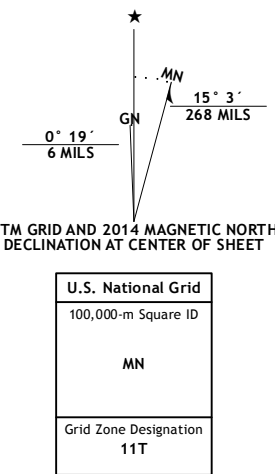 ★
MN
GN
15° 3´
268 MILS
0° 19´
6 MILS
TM GRID AND 2014 MAGNETIC NORTH
DECLINATION AT CENTER OF SHEET
U.S. National Grid
100,000-m Square ID
MN
Grid Zone Designation
11T